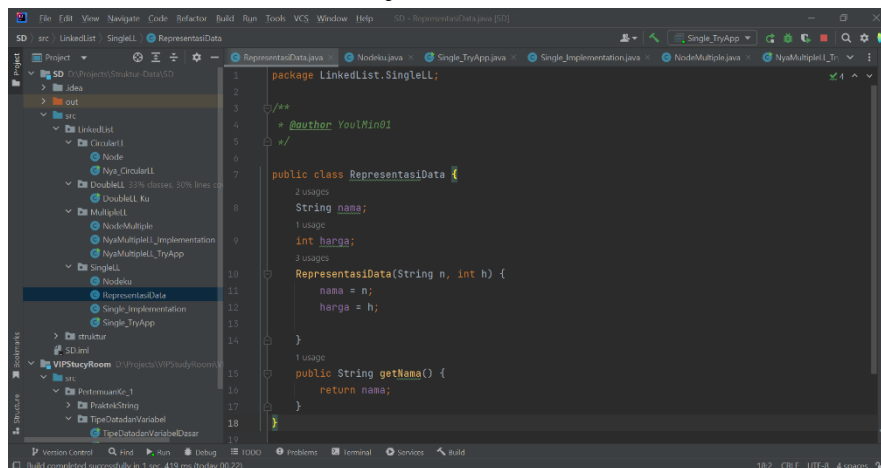 File Edit View Navigate Code Refactor Build Run Tools VCS Window Help SD - RepresentasiData.java [SD]
SD src LinkedList SingleLL RepresentasiData Single_TryApp
Project RepresentasiData.java Nodeku.java Single_TryApp.java Single_Implementation.java NodeMultiple.java
Project
SD D:\Projects\Struktur-Data\SD
.idea
out
src
LinkedList
CircularLL
Node
Nya_CircularLL
DoubleLL 33% classes, 30% lines
DoubleLL Ku
MultipleLL
NodeMultiple
NyaMultipleLL_Implementation
NyaMultipleLL_TryApp
SingleLL
Nodeku
RepresentasiData
Single_Implementation
Single_TryApp
struktur
SD.iml
VIPStucyRoom D:\Projects\VIPStudyRoom\
src
PertemuanKe_1
PraktekString
TipeDatadanVariabel
TipeDatadanVariabelDasar
Bookmarks
Structure
4
1 package LinkedList.SingleLL;
2
3 /**
4 * @author YoulMin01
5 */
6
7 public class RepresentasiData {
2 usages
8 String nama;
1 usage
9 int harga;
3 usages
10 RepresentasiData(String n, int h) {
11 nama = n;
12 harga = h;
13
14 }
1 usage
15 public String getNama() {
16 return nama;
17 }
18 }
19
Version Control Find Run Debug TODO Problems Terminal Services Build
Build completed successfully in 1 sec, 419 ms (today 00.22) 18:2 CRLF UTF-8 4 spaces